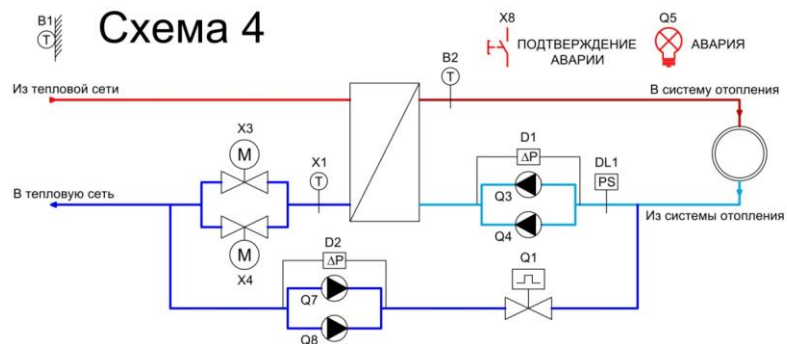 Схема 4
B1
T
X8
ПОДТВЕРЖДЕНИЕ
АВАРИИ
Q5
АВАРИЯ
B2
T
Из тепловой сети
В систему отопления
X3
M
X1
T
D1
ΔP
DL1
PS
Q3
Q4
В тепловую сеть
Из системы отопления
M
X4
D2
ΔP
Q1
Q7
Q8